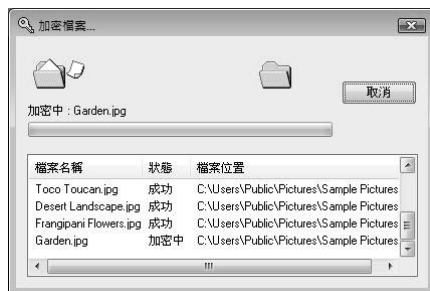 加密檔案...
取消
加密中 : Garden.jpg
檔案名稱 狀態 檔案位置
Toco Toucan.jpg 成功 C:\Users\Public\Pictures\Sample Pictures
Desert Landscape.jpg 成功 C:\Users\Public\Pictures\Sample Pictures
Frangipani Flowers.jpg 成功 C:\Users\Public\Pictures\Sample Pictures
Garden.jpg 加密中 C:\Users\Public\Pictures\Sample Pictures